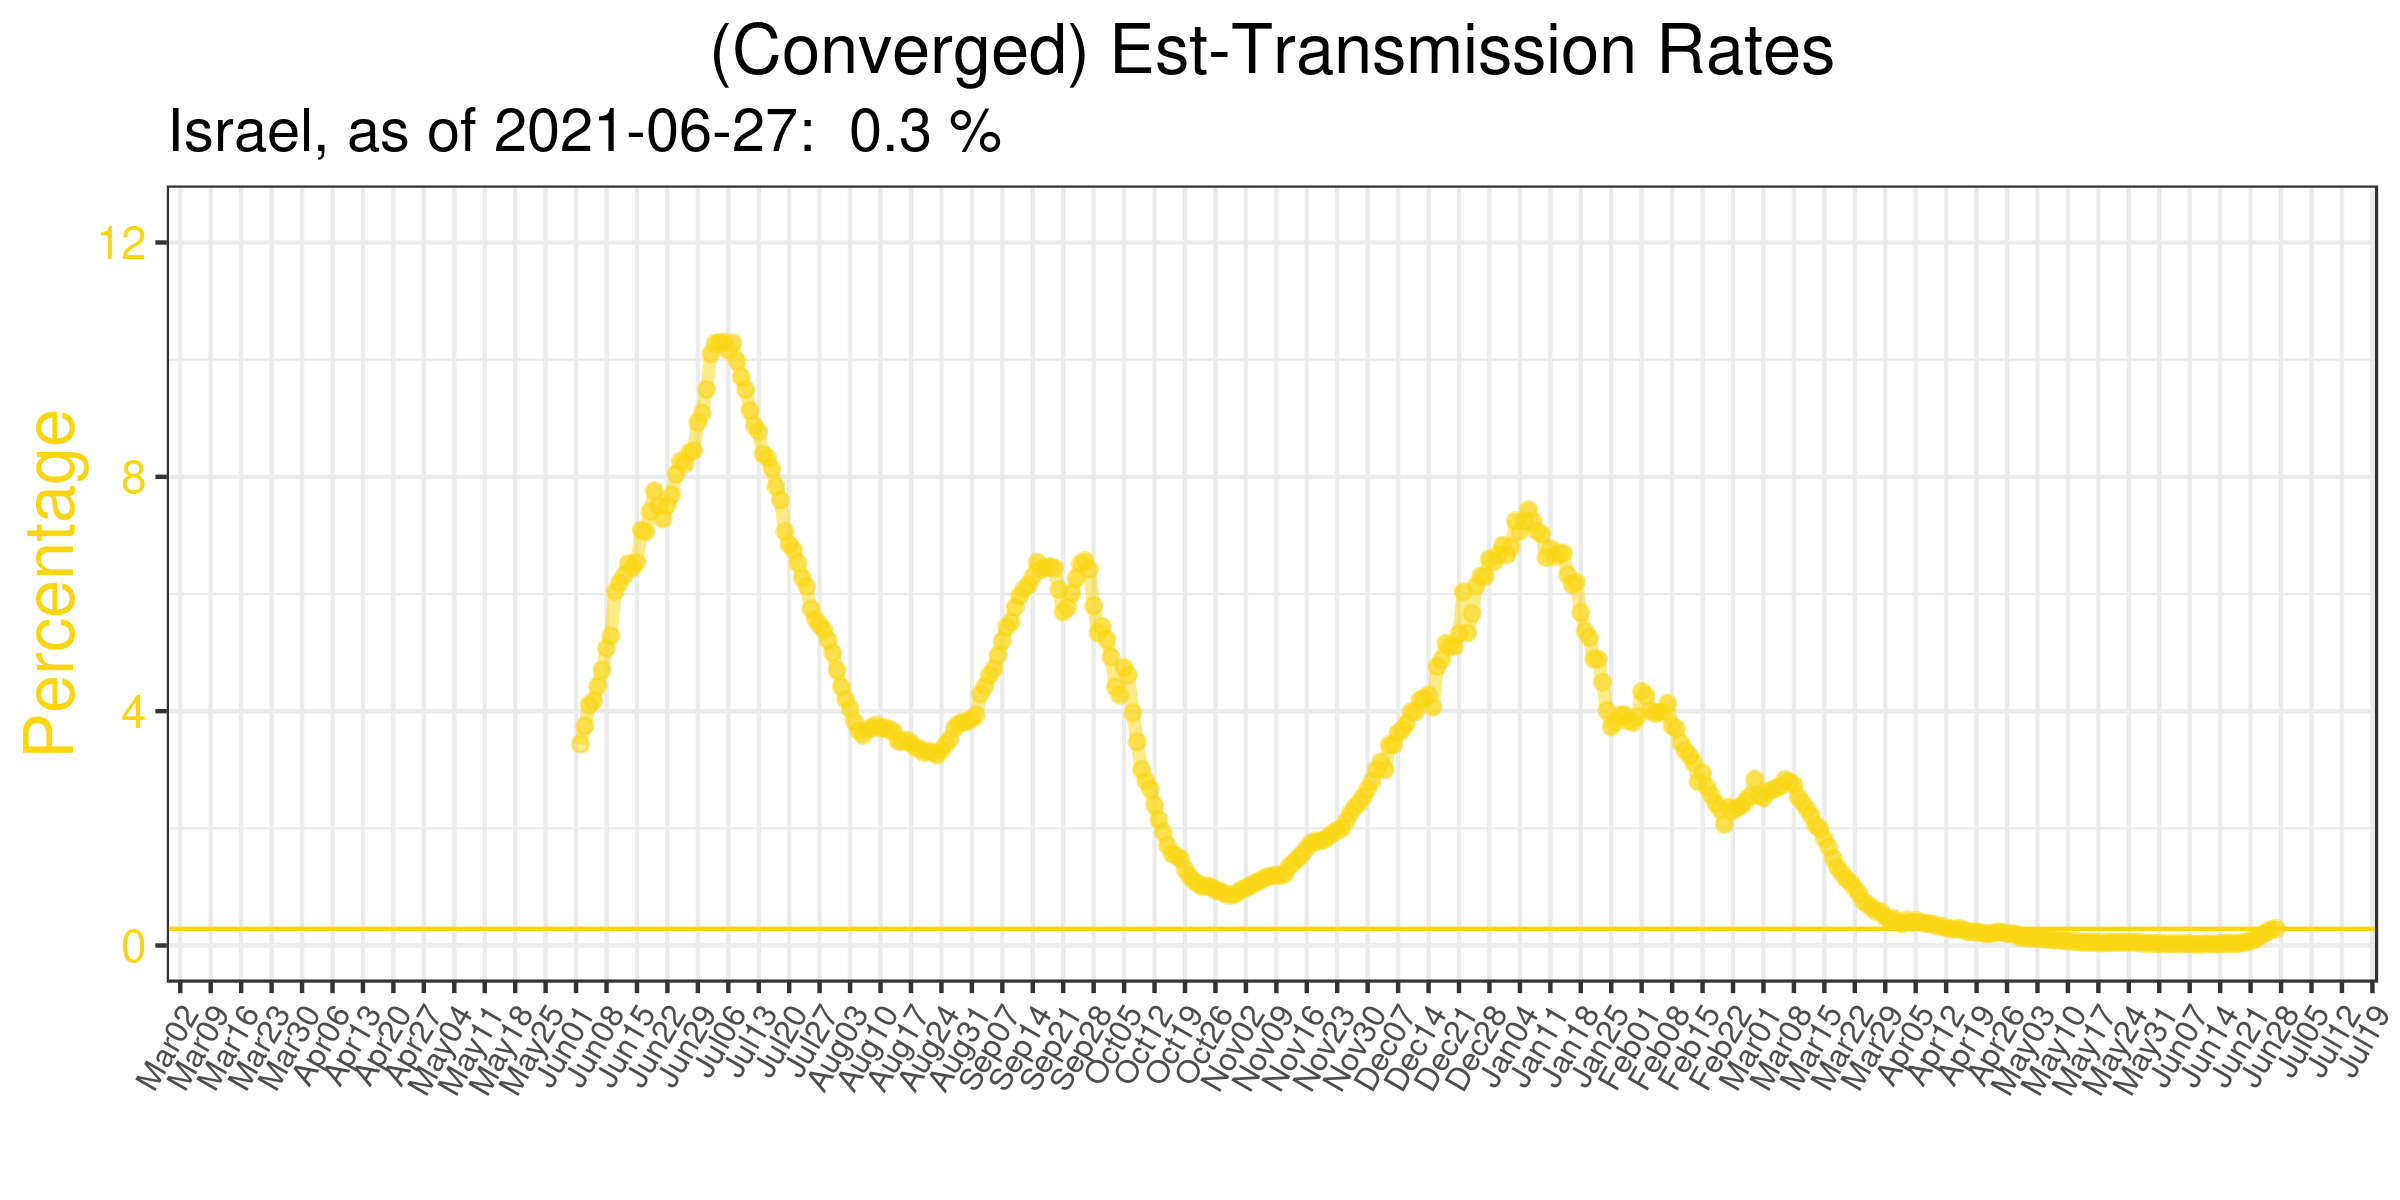 (Converged) Est-Transmission Rates
Israel, as of 2021-06-27:  0.3 %
Percentage
12
8
4
0
Mar02
Mar09
Mar16
Mar23
Mar30
Apr06
Apr13
Apr20
Apr27
May04
May11
May18
May25
Jun01
Jun08
Jun15
Jun22
Jun29
Jul06
Jul13
Jul20
Jul27
Aug03
Aug10
Aug17
Aug24
Aug31
Sep07
Sep14
Sep21
Sep28
Oct05
Oct12
Oct19
Oct26
Nov02
Nov09
Nov16
Nov23
Nov30
Dec07
Dec14
Dec21
Dec28
Jan04
Jan11
Jan18
Jan25
Feb01
Feb08
Feb15
Feb22
Mar01
Mar08
Mar15
Mar22
Mar29
Apr05
Apr12
Apr19
Apr26
May03
May10
May17
May24
May31
Jun07
Jun14
Jun21
Jun28
Jul05
Jul12
Jul19